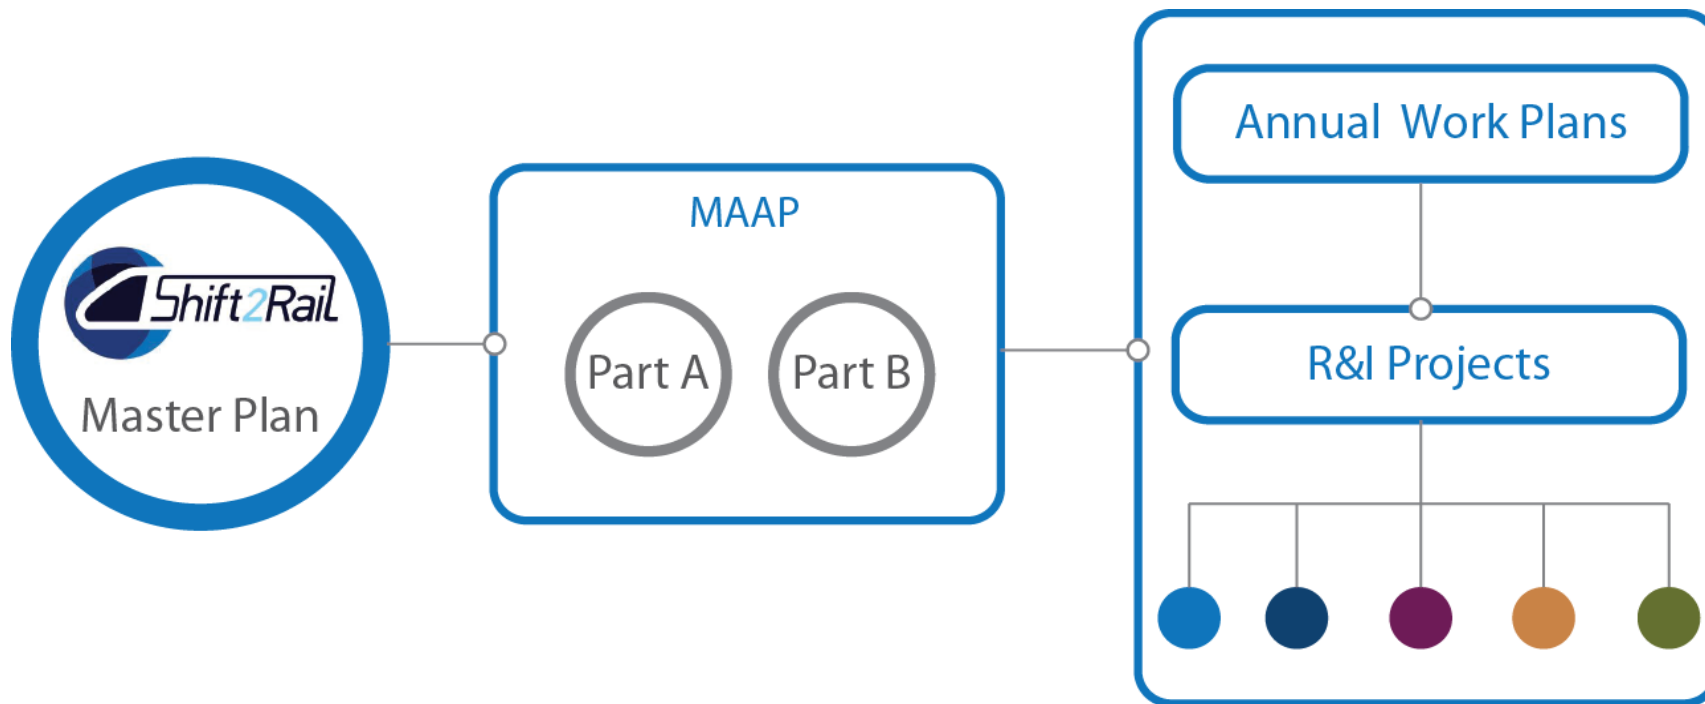 Shift2Rail
Master Plan
MAAP
Part A
Part B
Annual Work Plans
R&I Projects